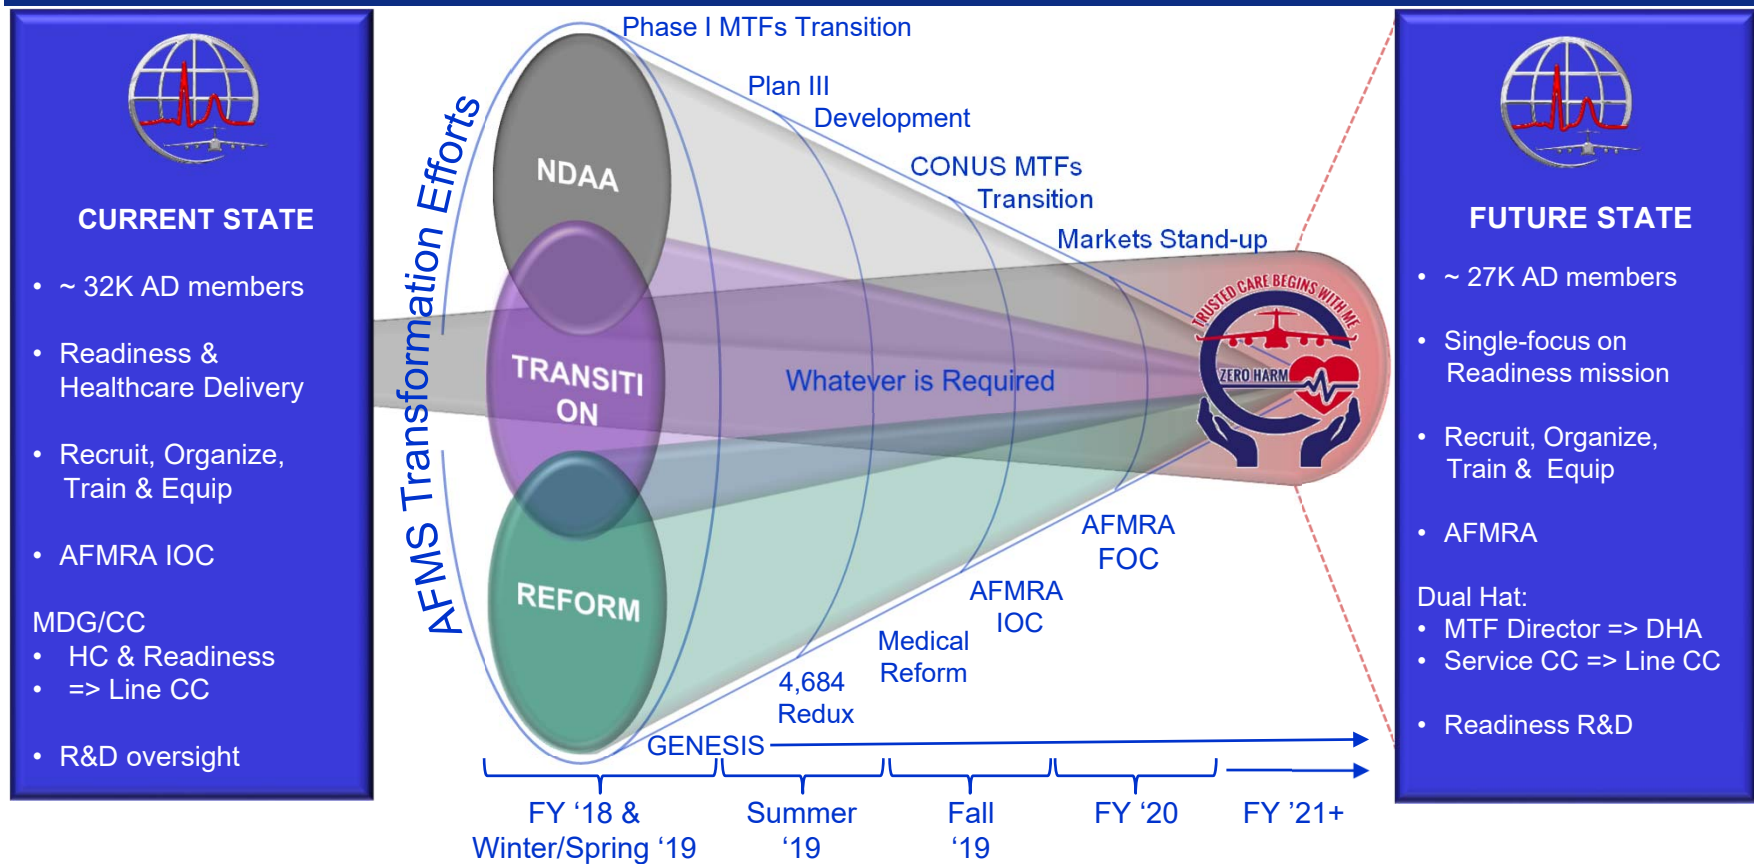 CURRENT STATE
• ~ 32K AD members
• Readiness &
Healthcare Delivery
• Recruit, Organize,
Train & Equip
• AFMRA IOC
MDG/CC
• HC & Readiness
• => Line CC
• R&D oversight
AFMS Transformation Efforts
NDAA
TRANSITI
ON
REFORM
Phase I MTFs Transition
Plan III
Development
CONUS MTFs
Transition
Markets Stand-up
Whatever is Required
TRUSTED CARE BEGINS WITH ME
ZERO HARM
AFMRA
FOC
AFMRA
IOC
Medical
Reform
4,684
Redux
GENESIS
FY ‘18 &
Winter/Spring ‘19
Summer
‘19
Fall
‘19
FY ‘20
FY ’21+
FUTURE STATE
• ~ 27K AD members
• Single-focus on
Readiness mission
• Recruit, Organize,
Train & Equip
• AFMRA
Dual Hat:
• MTF Director => DHA
• Service CC => Line CC
• Readiness R&D